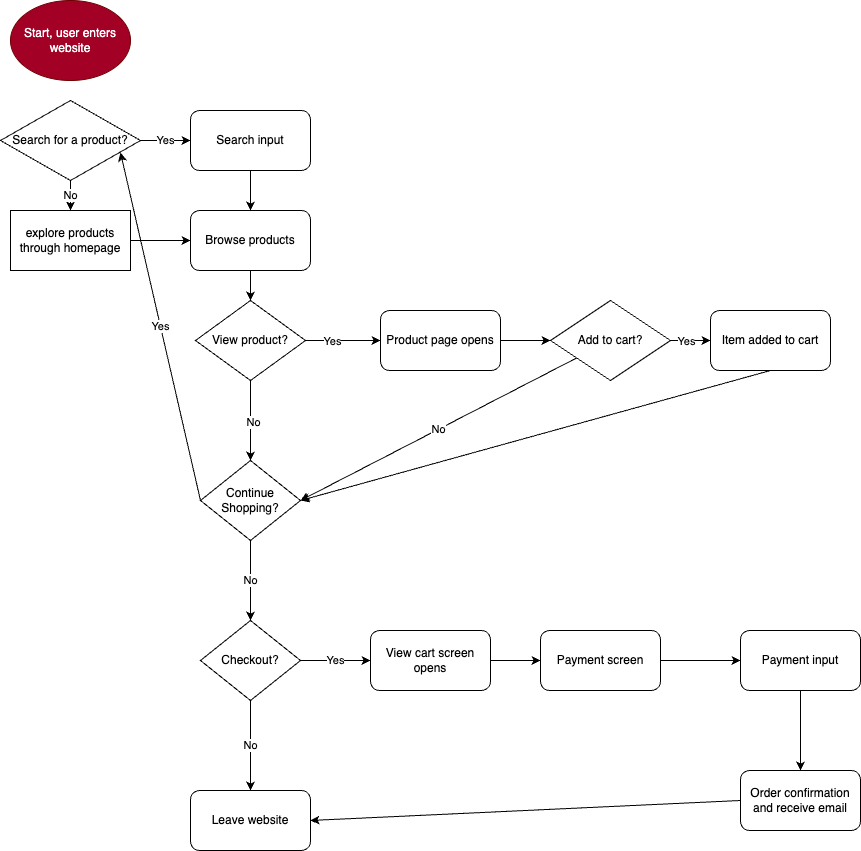 Start, user enters
website
Search for a product?
Yes
Search input
No
explore products
through homepage
Browse products
Yes
View product?
Yes
Product page opens
Add to cart?
Yes
Item added to cart
No
No
Continue
Shopping?
No
Checkout?
Yes
View cart screen
opens
Payment screen
Payment input
No
Leave website
Order confirmation
and receive email